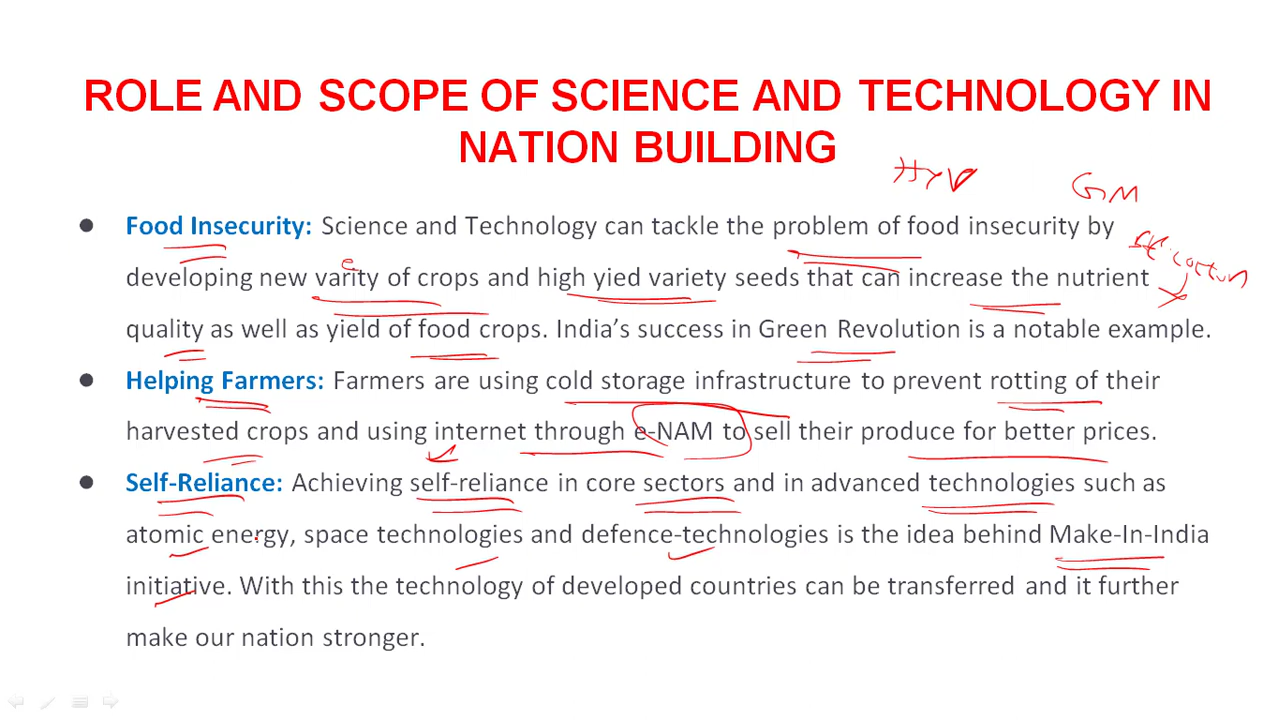 ROLE AND SCOPE OF SCIENCE AND TECHNOLOGY IN
NATION BUILDING
HYV
GM
● Food Insecurity: Science and Technology can tackle the problem of food insecurity by
cotton
e
developing new varity of crops and high yied variety seeds that can increase the nutrient
quality as well as yield of food crops. India’s success in Green Revolution is a notable example.
● Helping Farmers: Farmers are using cold storage infrastructure to prevent rotting of their
harvested crops and using internet through e-NAM to sell their produce for better prices.
● Self-Reliance: Achieving self-reliance in core sectors and in advanced technologies such as
atomic energy, space technologies and defence-technologies is the idea behind Make-In-India
initiative. With this the technology of developed countries can be transferred and it further
make our nation stronger.